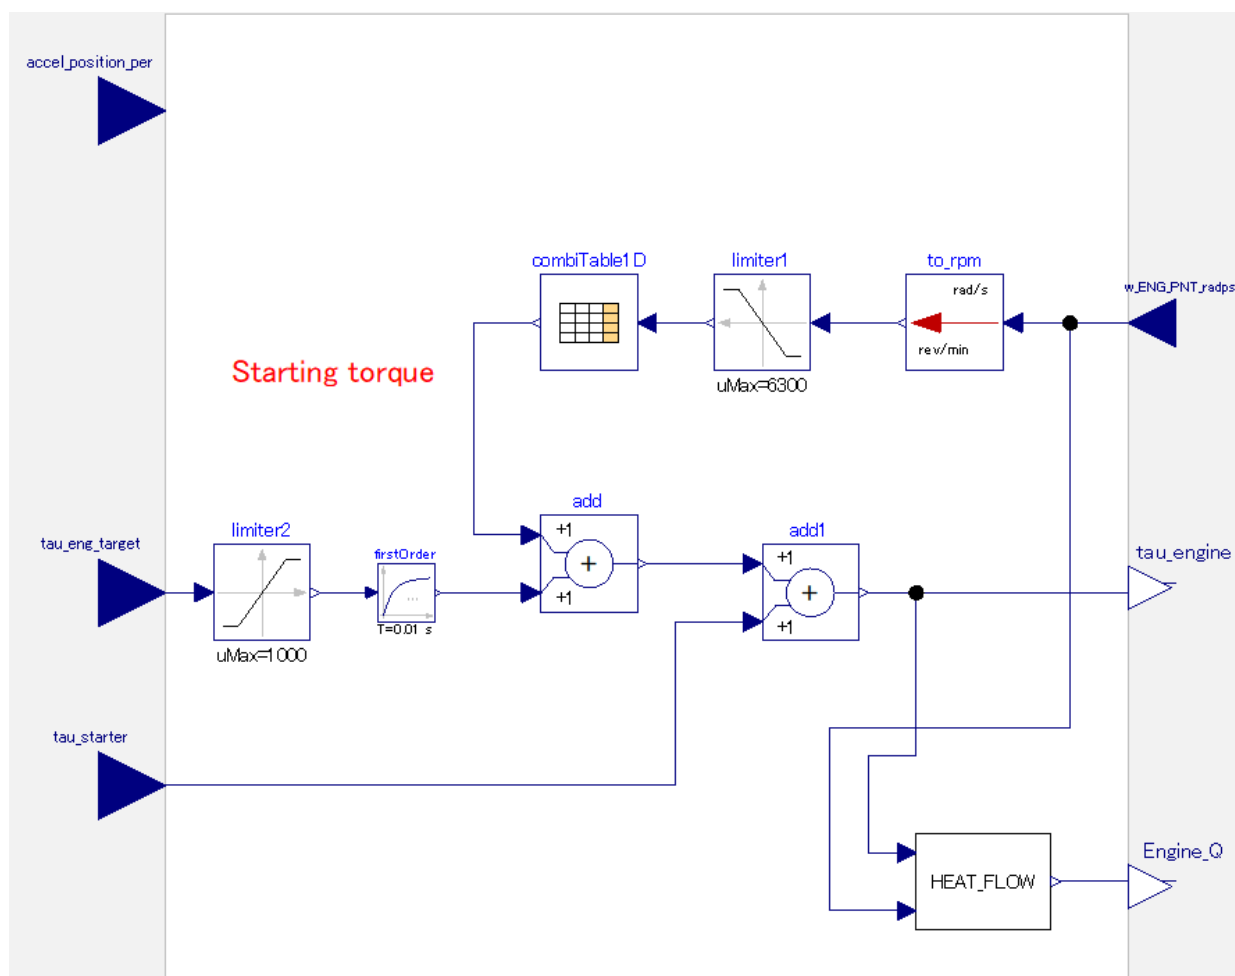 accel_position_per
combiTable1D
limiter1
to_rpm
rad/s
rev/min
w_ENG_PNT_radps
uMax=6300
Starting torque
add
+1
+1
add1
+1
+1
limiter2
firstOrder
...
T=0.01 s
uMax=1000
tau_eng_target
tau_engine
tau_starter
HEAT_FLOW
Engine_Q